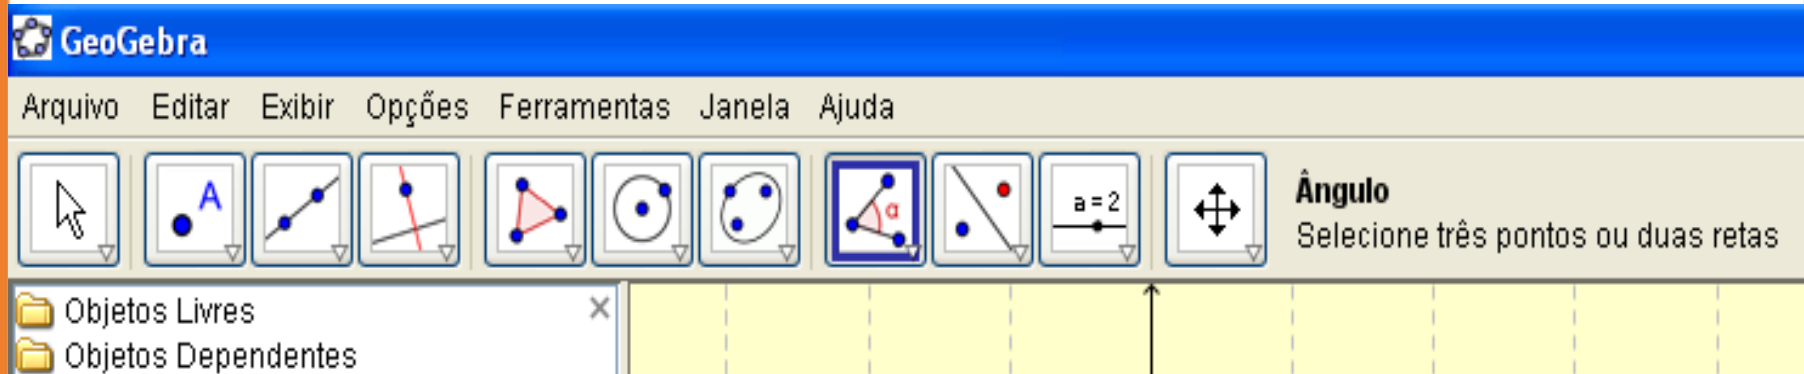 GeoGebra
Arquivo Editar Exibir Opções Ferramentas Janela Ajuda
A
α
a = 2
Ângulo
Selecione três pontos ou duas retas
Objetos Livres
Objetos Dependentes